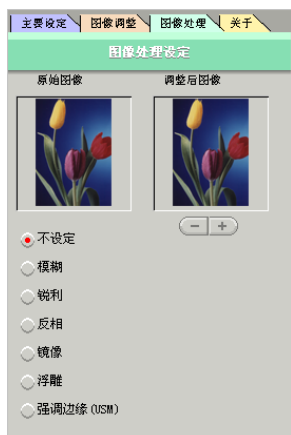 主要设定 图像调整 图像处理 关于
图像处理设定
原始图像 调整后图像
不设定
模糊
锐利
反相
镜像
浮雕
强调边缘(USM)